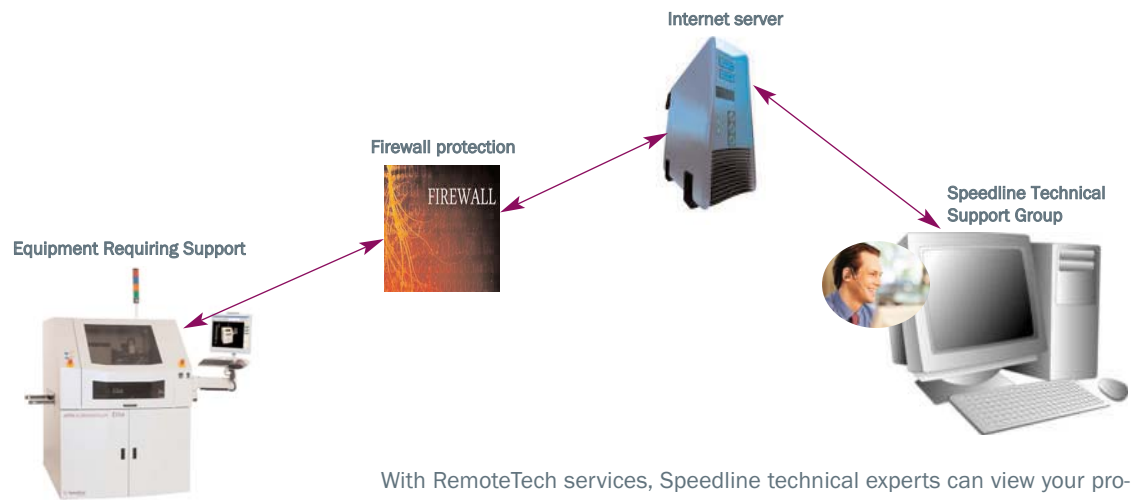 Internet server
Firewall protection
FIREWALL
Speedline Technical
Support Group
Equipment Requiring Support
Elite
With RemoteTech services, Speedline technical experts can view your pro-